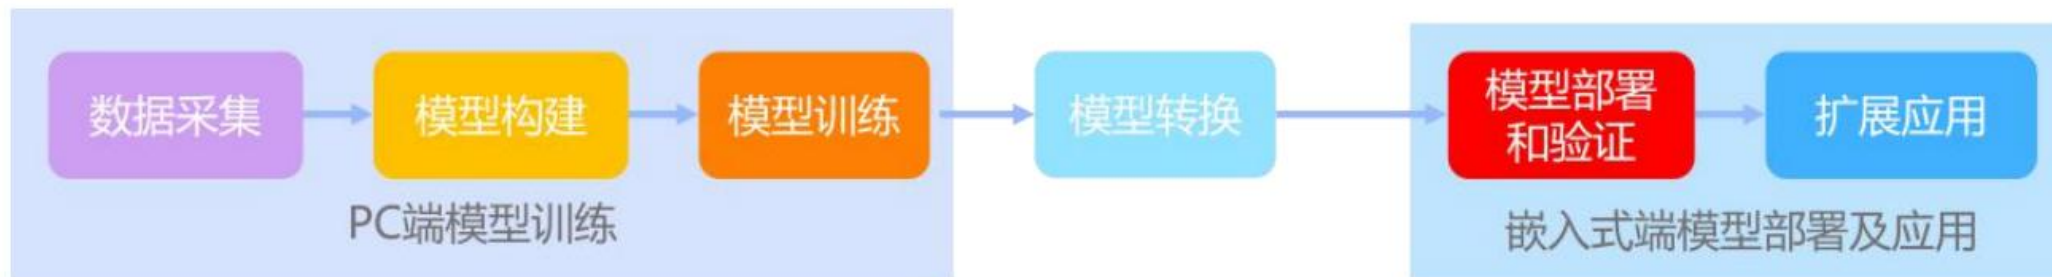 数据采集
模型构建
模型训练
PC端模型训练
模型转换
模型部署
和验证
扩展应用
嵌入式端模型部署及应用